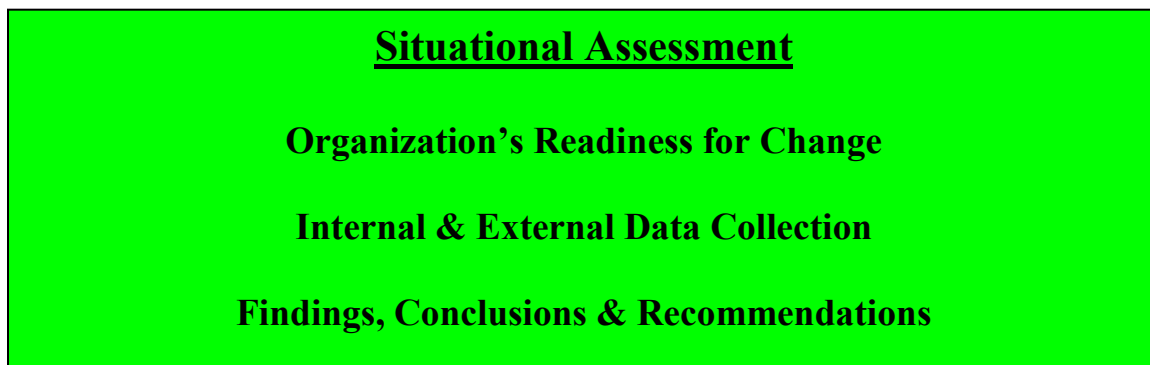 Situational Assessment
Organization’s Readiness for Change
Internal & External Data Collection
Findings, Conclusions & Recommendations